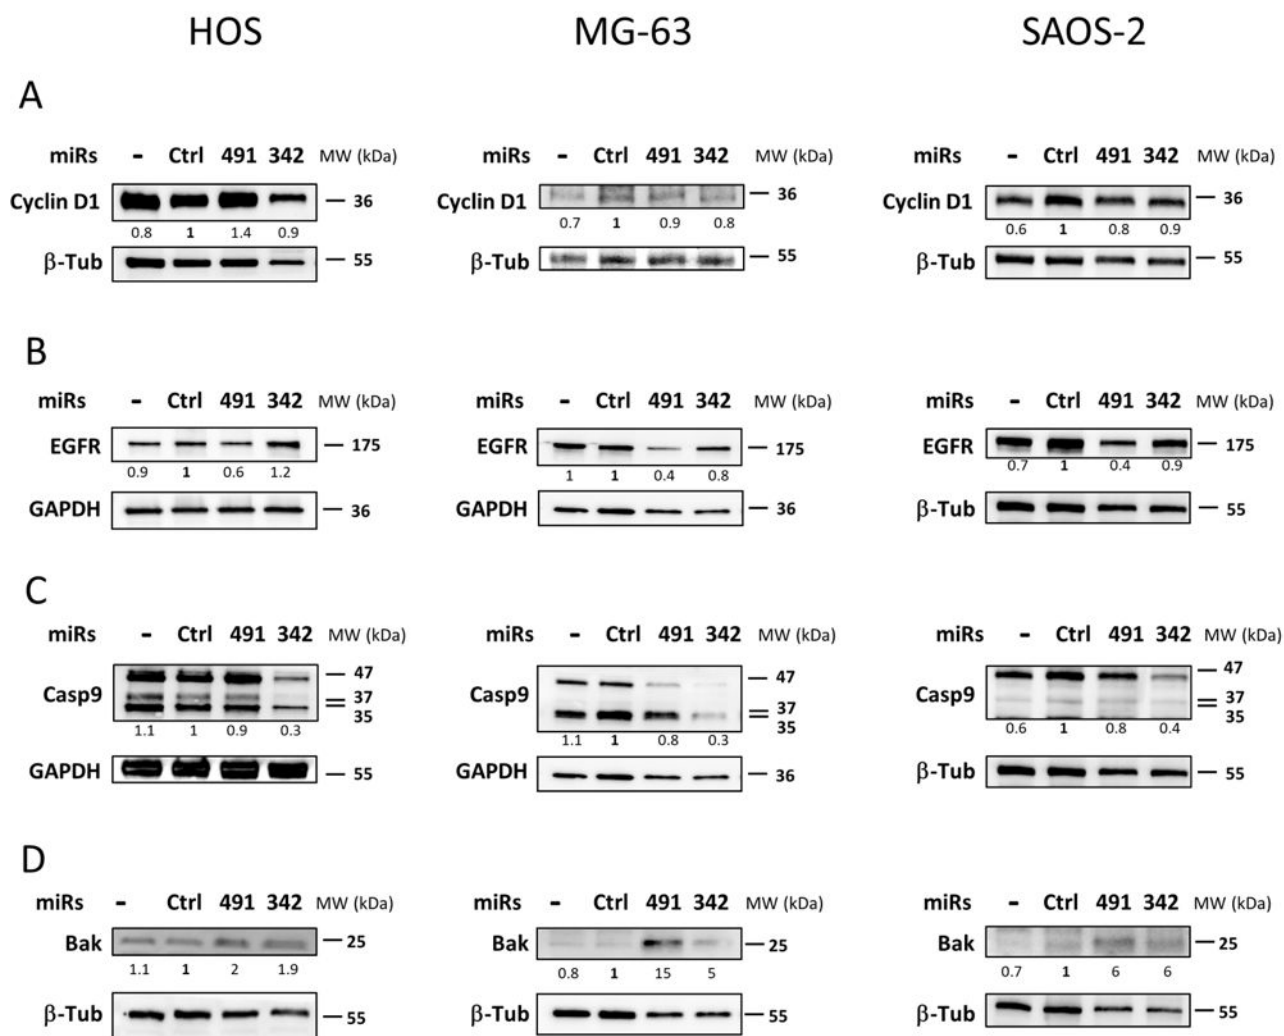 HOS MG-63 SAOS-2
A
miRs - Ctrl 491 342 MW (kDa) miRs - Ctrl 491 342 MW (kDa) miRs - Ctrl 491 342 MW (kDa)
Cyclin D1 — 36 Cyclin D1 — 36 Cyclin D1 — 36
0.8 1 1.4 0.9 0.7 1 0.9 0.8 0.6 1 0.8 0.9
β-Tub — 55 β-Tub — 55 β-Tub — 55
B
miRs - Ctrl 491 342 MW (kDa) miRs - Ctrl 491 342 MW (kDa) miRs - Ctrl 491 342 MW (kDa)
EGFR — 175 EGFR — 175 EGFR — 175
0.9 1 0.6 1.2 1 1 0.4 0.8 0.7 1 0.4 0.9
GAPDH — 36 GAPDH — 36 β-Tub — 55
C
miRs - Ctrl 491 342 MW (kDa) miRs - Ctrl 491 342 MW (kDa) miRs - Ctrl 491 342 MW (kDa)
— 47 — 47 — 47
Casp9 — 37 Casp9 — 37 Casp9 — 37
— 35 — 35 — 35
1.1 1 0.9 0.3 1.1 1 0.8 0.3 0.6 1 0.8 0.4
GAPDH — 55 GAPDH — 36 β-Tub — 55
D
miRs - Ctrl 491 342 MW (kDa) miRs - Ctrl 491 342 MW (kDa) miRs - Ctrl 491 342 MW (kDa)
Bak — 25 Bak — 25 Bak — 25
1.1 1 2 1.9 0.8 1 15 5 0.7 1 6 6
β-Tub — 55 β-Tub — 55 β-Tub — 55